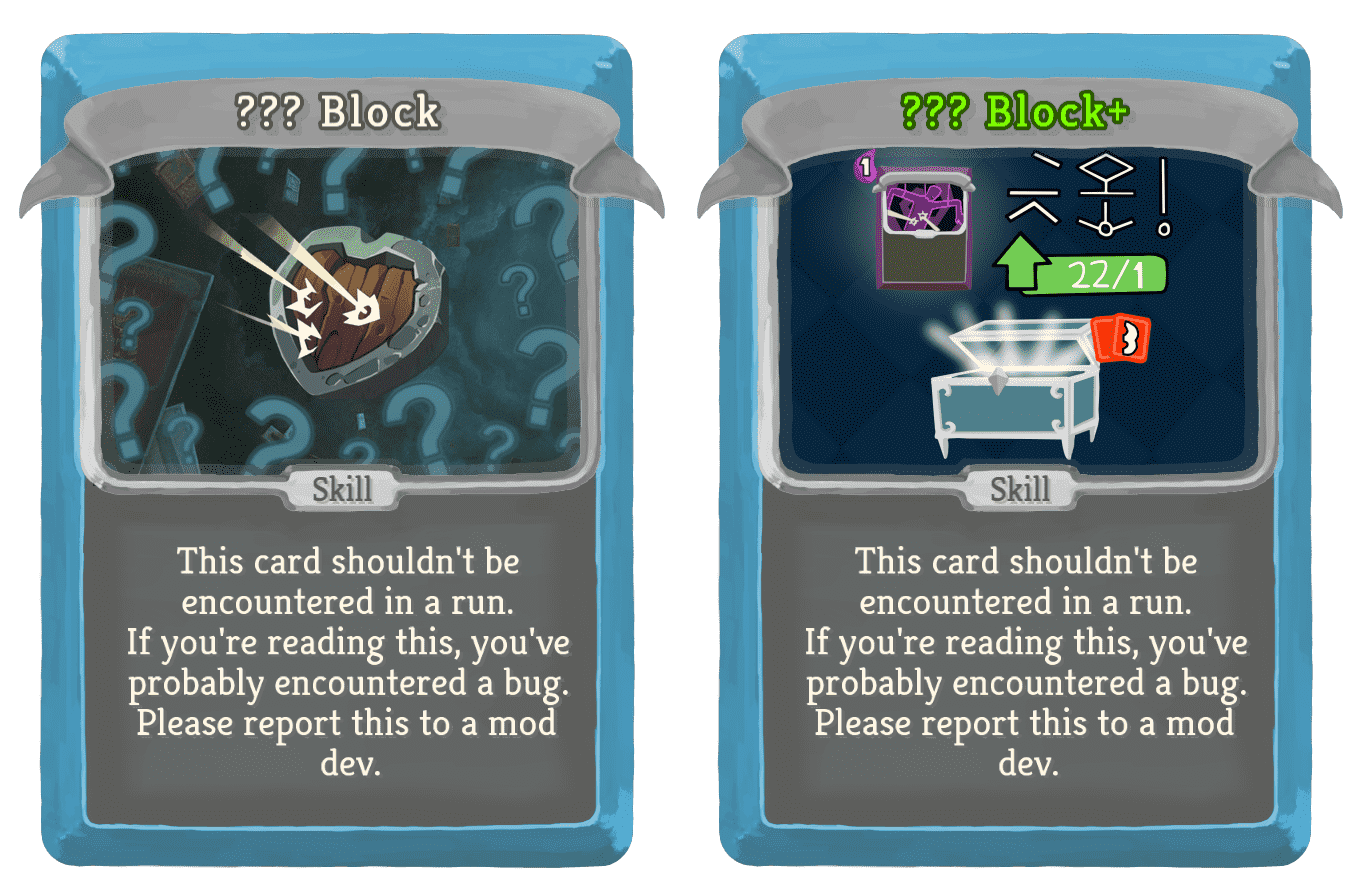 ??? Block
Skill
This card shouldn't be
encountered in a run.
If you're reading this, you've
probably encountered a bug.
Please report this to a mod
dev.
??? Block+
1
22/1
Skill
This card shouldn't be
encountered in a run.
If you're reading this, you've
probably encountered a bug.
Please report this to a mod
dev.